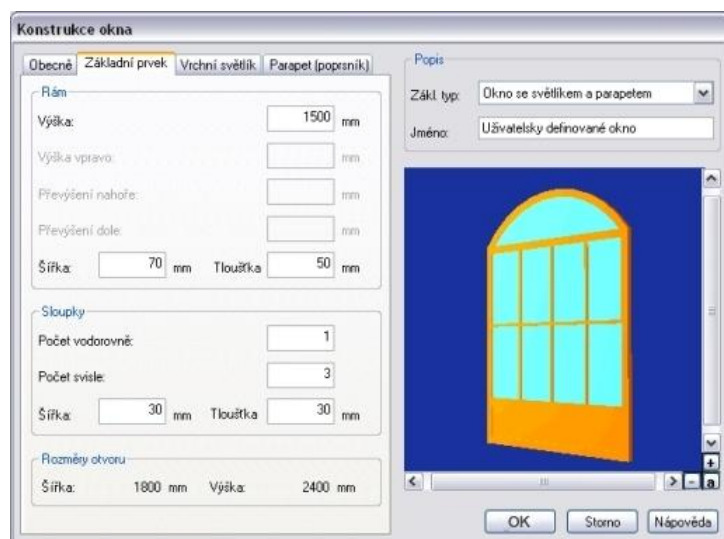 Konstrukce okna
Obecně Základní prvek Vrchní světlík Parapet (poprsník)
Rám
Výška: 1500 mm
Výška vpravo: mm
Převýšení nahoře: mm
Převýšení dole: mm
Šířka: 70 mm Tloušťka 50 mm
Sloupky
Počet vodorovně: 1
Počet svisle: 3
Šířka: 30 mm Tloušťka 30 mm
Rozměry otvoru
Šířka: 1800 mm Výška: 2400 mm
Popis
Zákl. typ: Okno se světlíkem a parapetem
Jméno: Uživatelsky definované okno
+
- a
OK Storno Nápověda